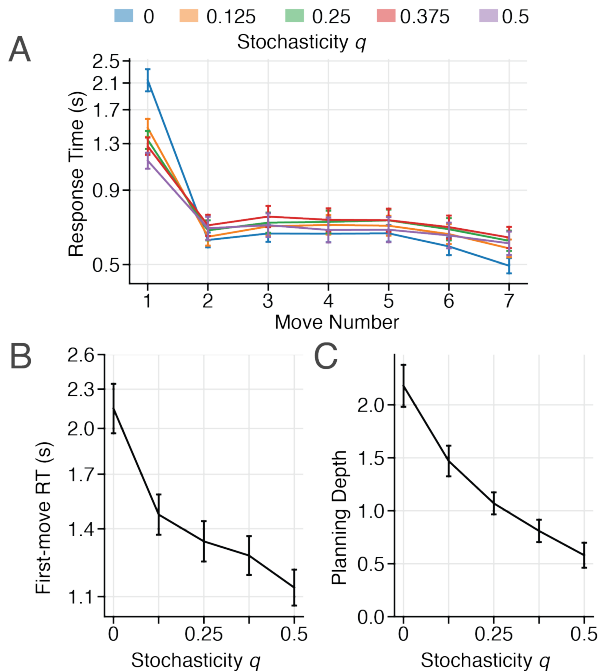 0 0.125 0.25 0.375 0.5
Stochasticity q
A
Response Time (s)
2.5
2.1
1.7
1.3
0.9
0.5
1 2 3 4 5 6 7
Move Number
B
First-move RT (s)
2.6
2.3
2.0
1.7
1.4
1.1
0 0.25 0.5
Stochasticity q
C
Planning Depth
2.0
1.5
1.0
0.5
0.0
0 0.25 0.5
Stochasticity q